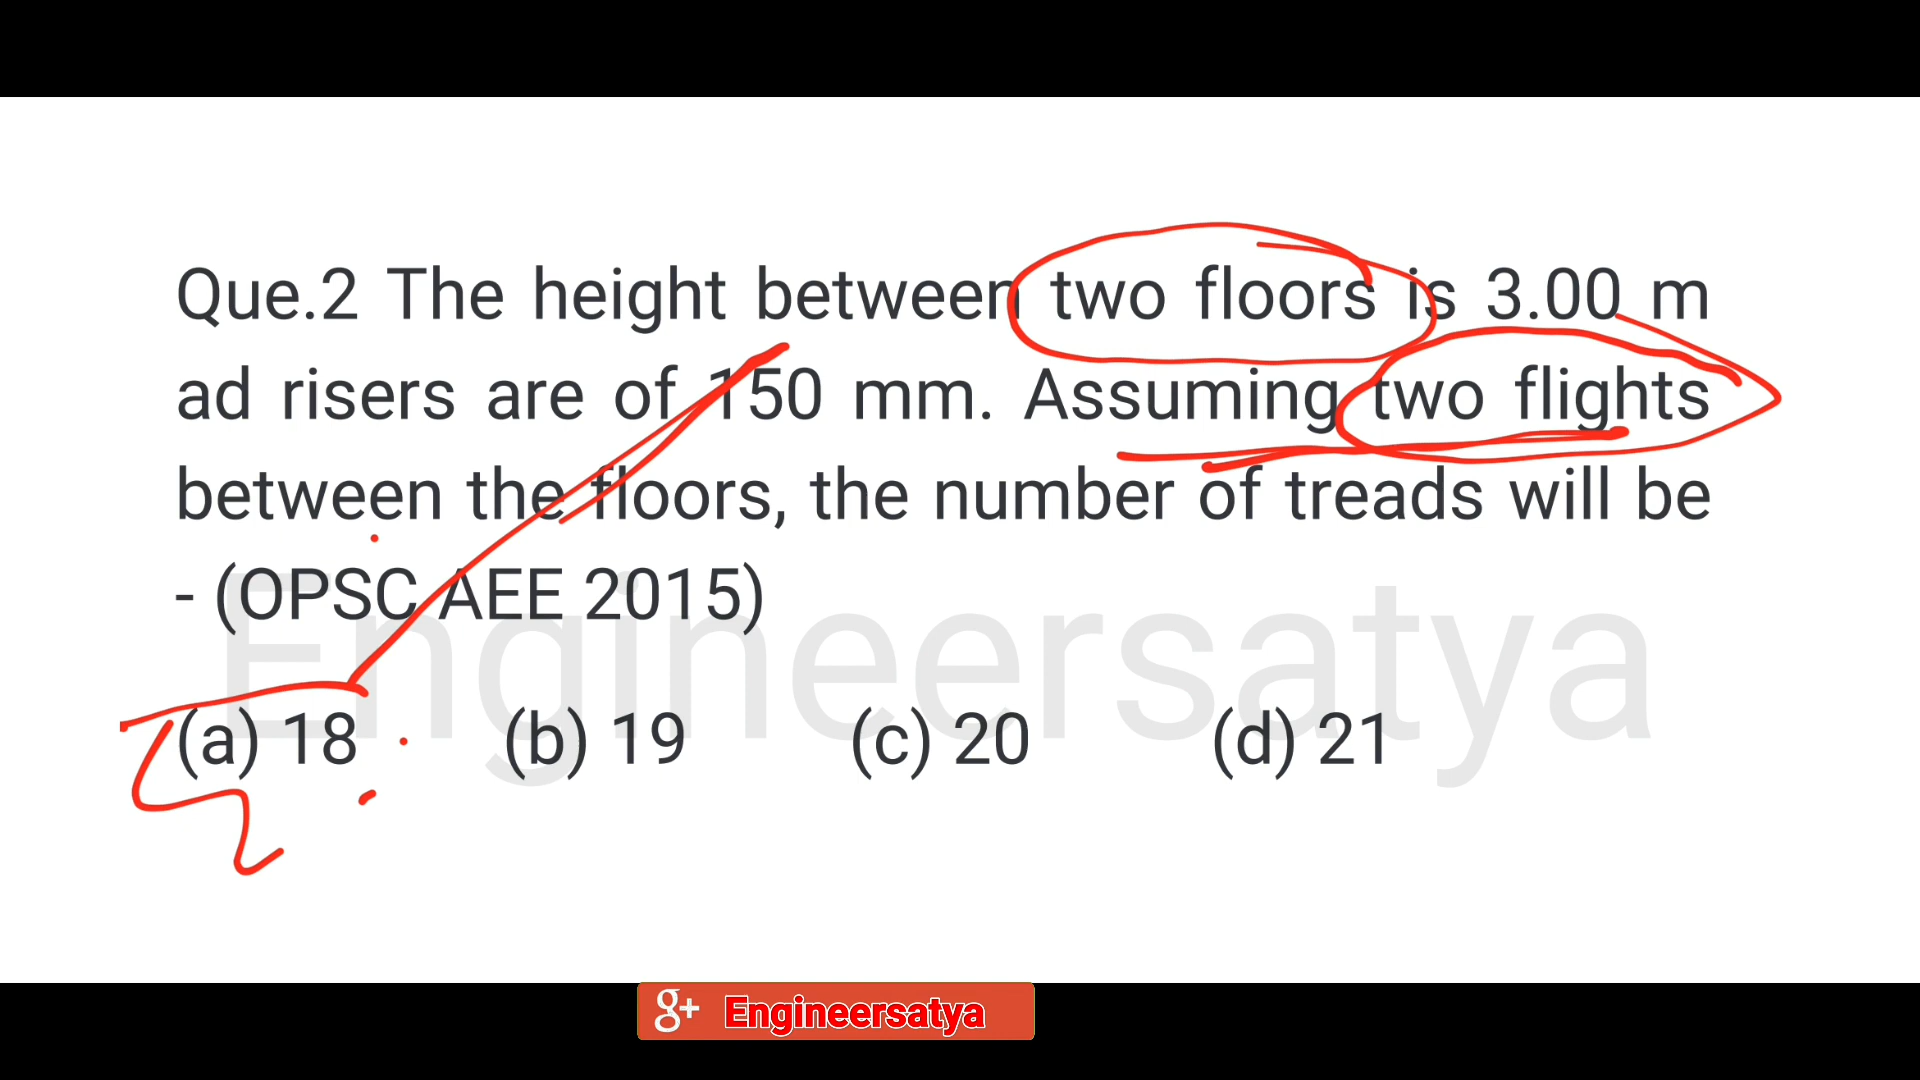 Que.2 The height between two floors is 3.00 m
ad risers are of 150 mm. Assuming two flights
between the floors, the number of treads will be
- (OPSC AEE 2015)
Engineersatya
(a) 18 (b) 19 (c) 20 (d) 21
g+ Engineersatya